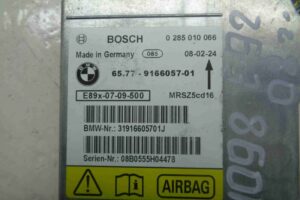 BOSCH 0 285 010 066
Made in Germany 085 08-02-24
65.77 - 9166057-01
E89x-07-09-500 MRSZ5cd16
BMW-Nr.: 31916605701J
Serien-Nr.: 08B0555H04478
AIRBAG